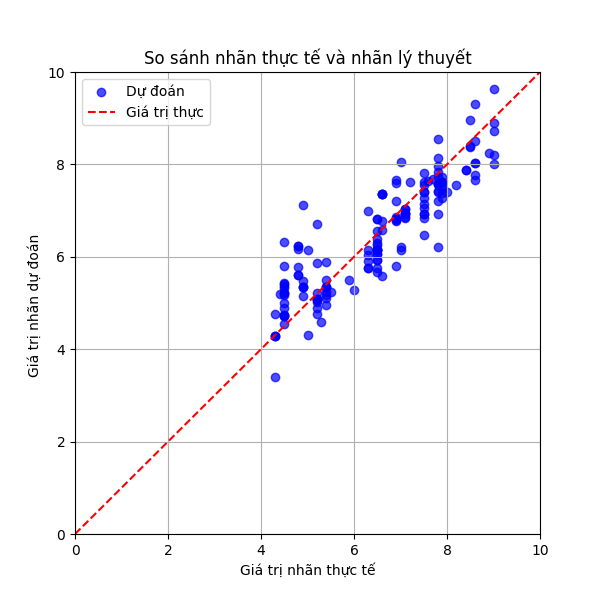 So sánh nhãn thực tế và nhãn lý thuyết
Dự đoán
Giá trị thực
Giá trị nhãn dự đoán
10
8
6
4
2
0
0 2 4 6 8 10
Giá trị nhãn thực tế